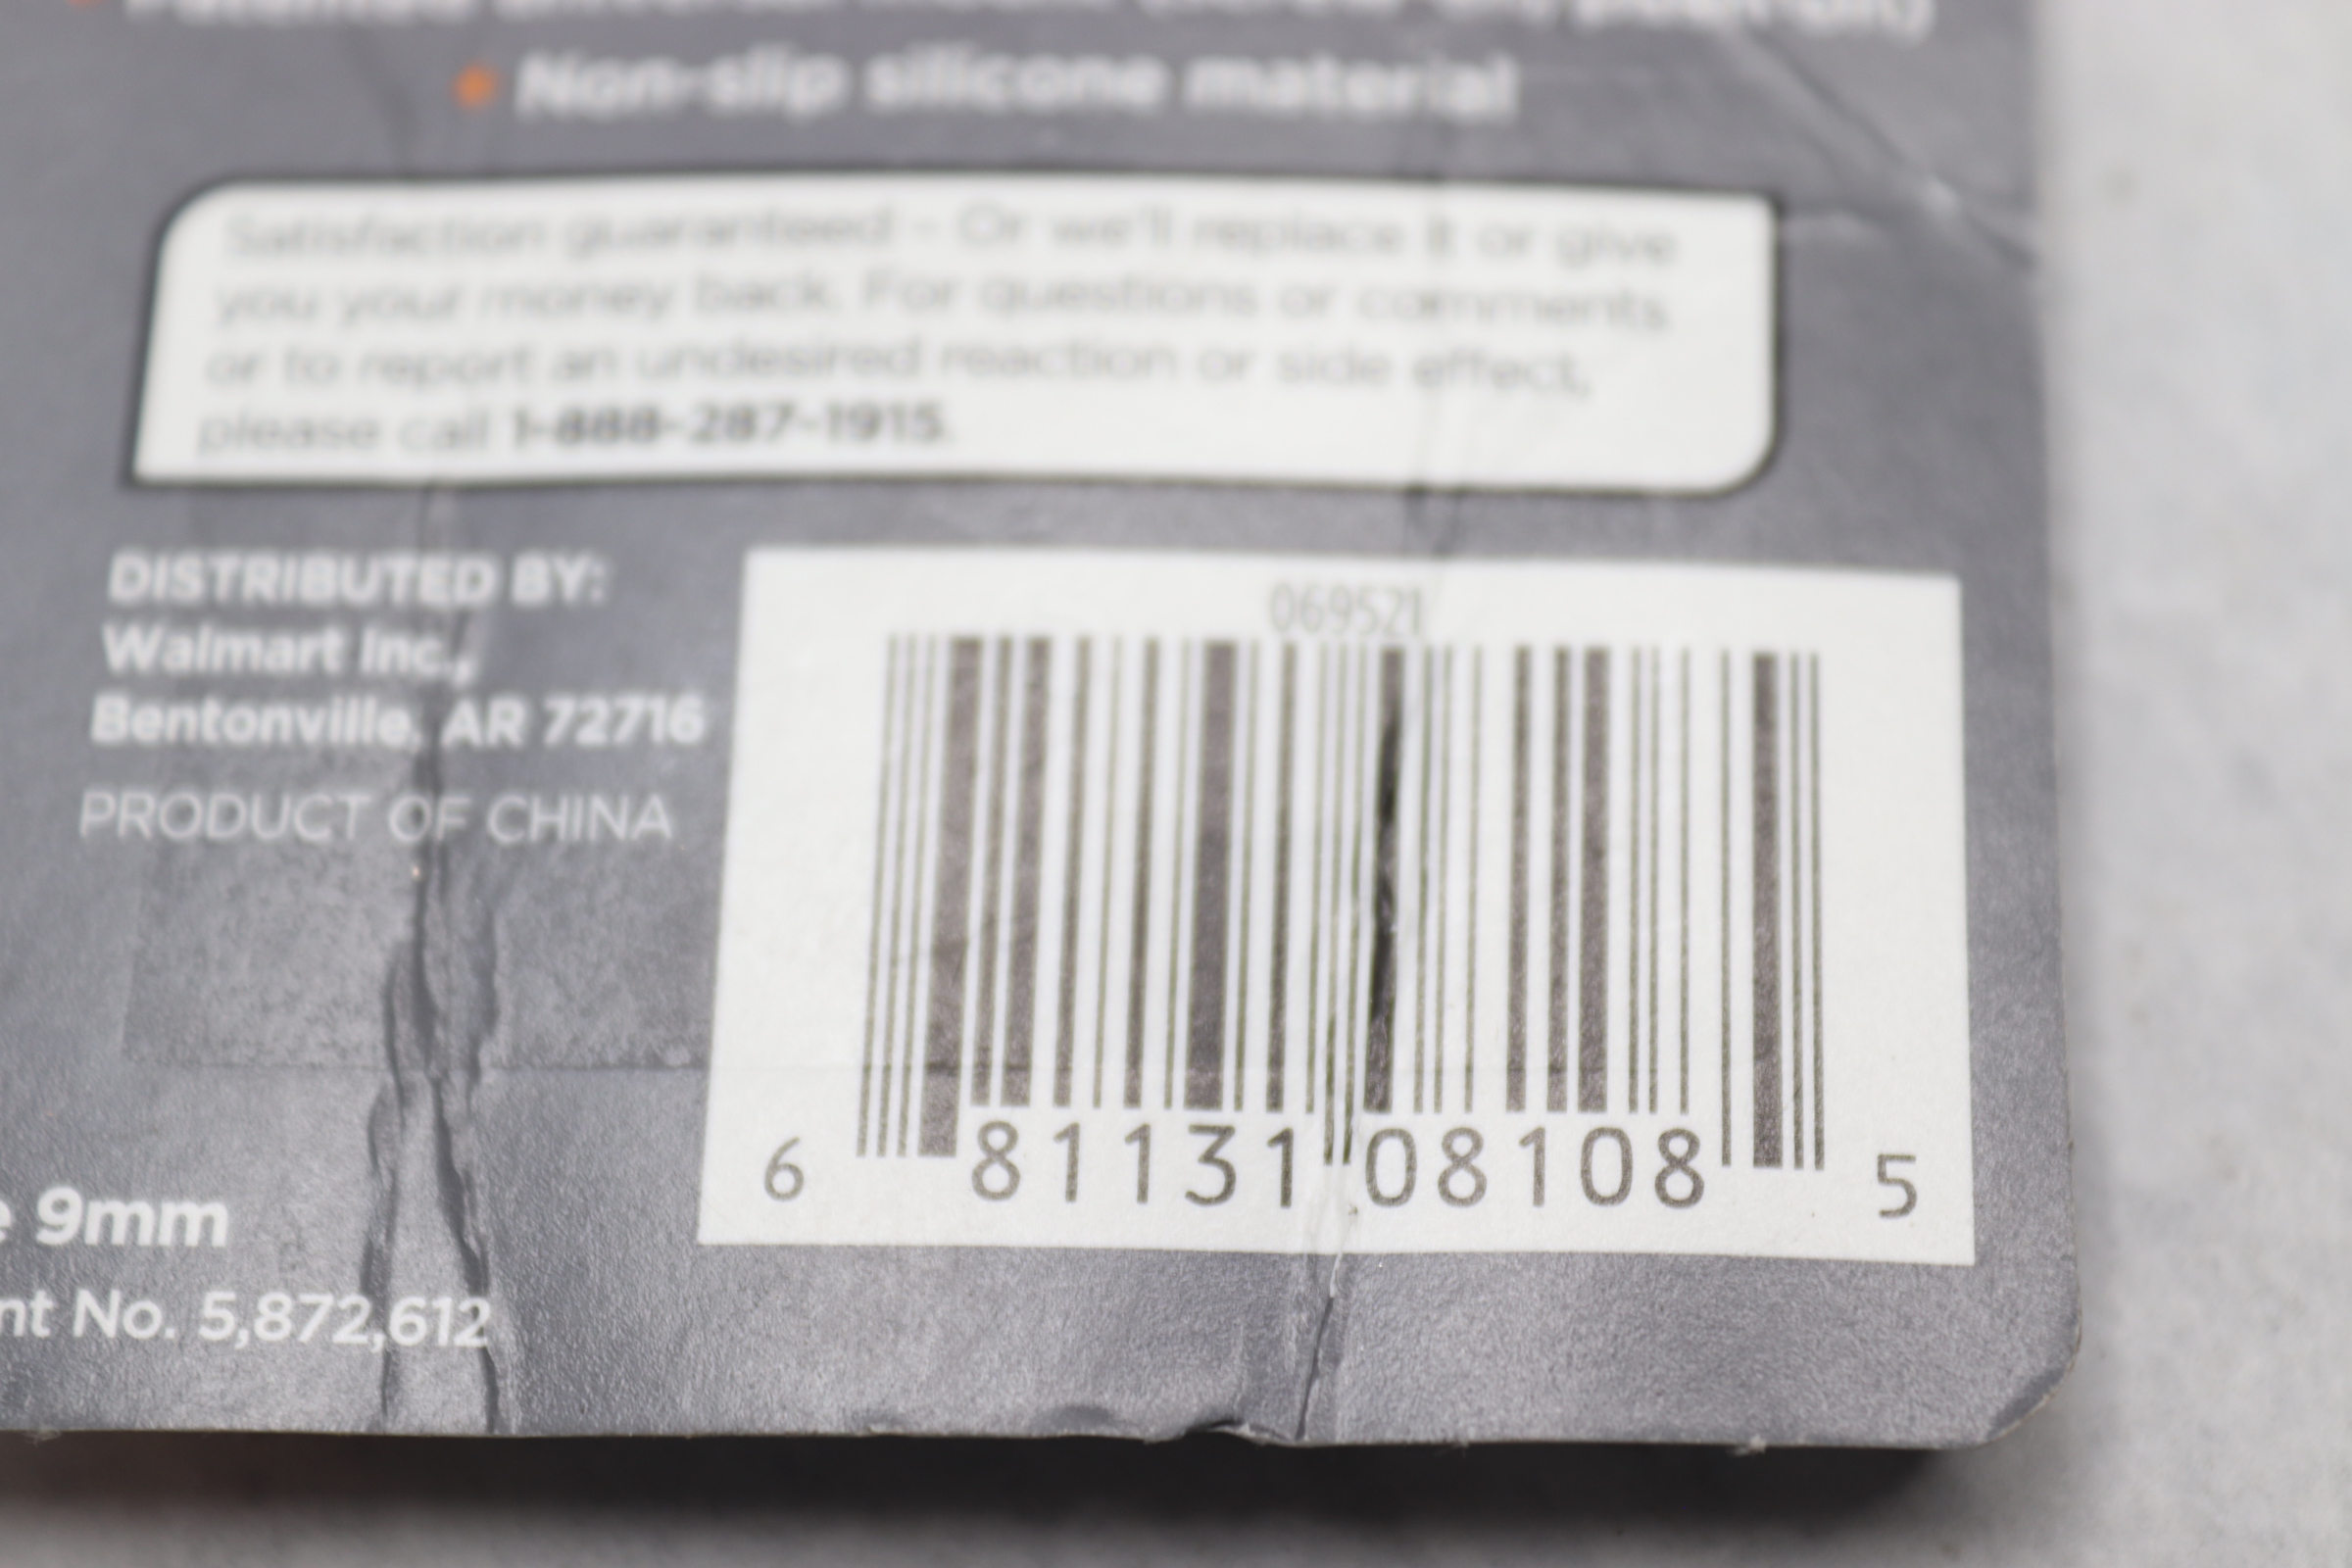 Non-slip silicone material
Satisfaction guaranteed - Or we'll replace it or give
you your money back. For questions or comments
or to report an undesired reaction or side effect,
please call 1-888-287-1915.
DISTRIBUTED BY:
Walmart Inc.,
Bentonville, AR 72716
PRODUCT OF CHINA
069521
6 81131 08108 5
9mm
No. 5,872,612